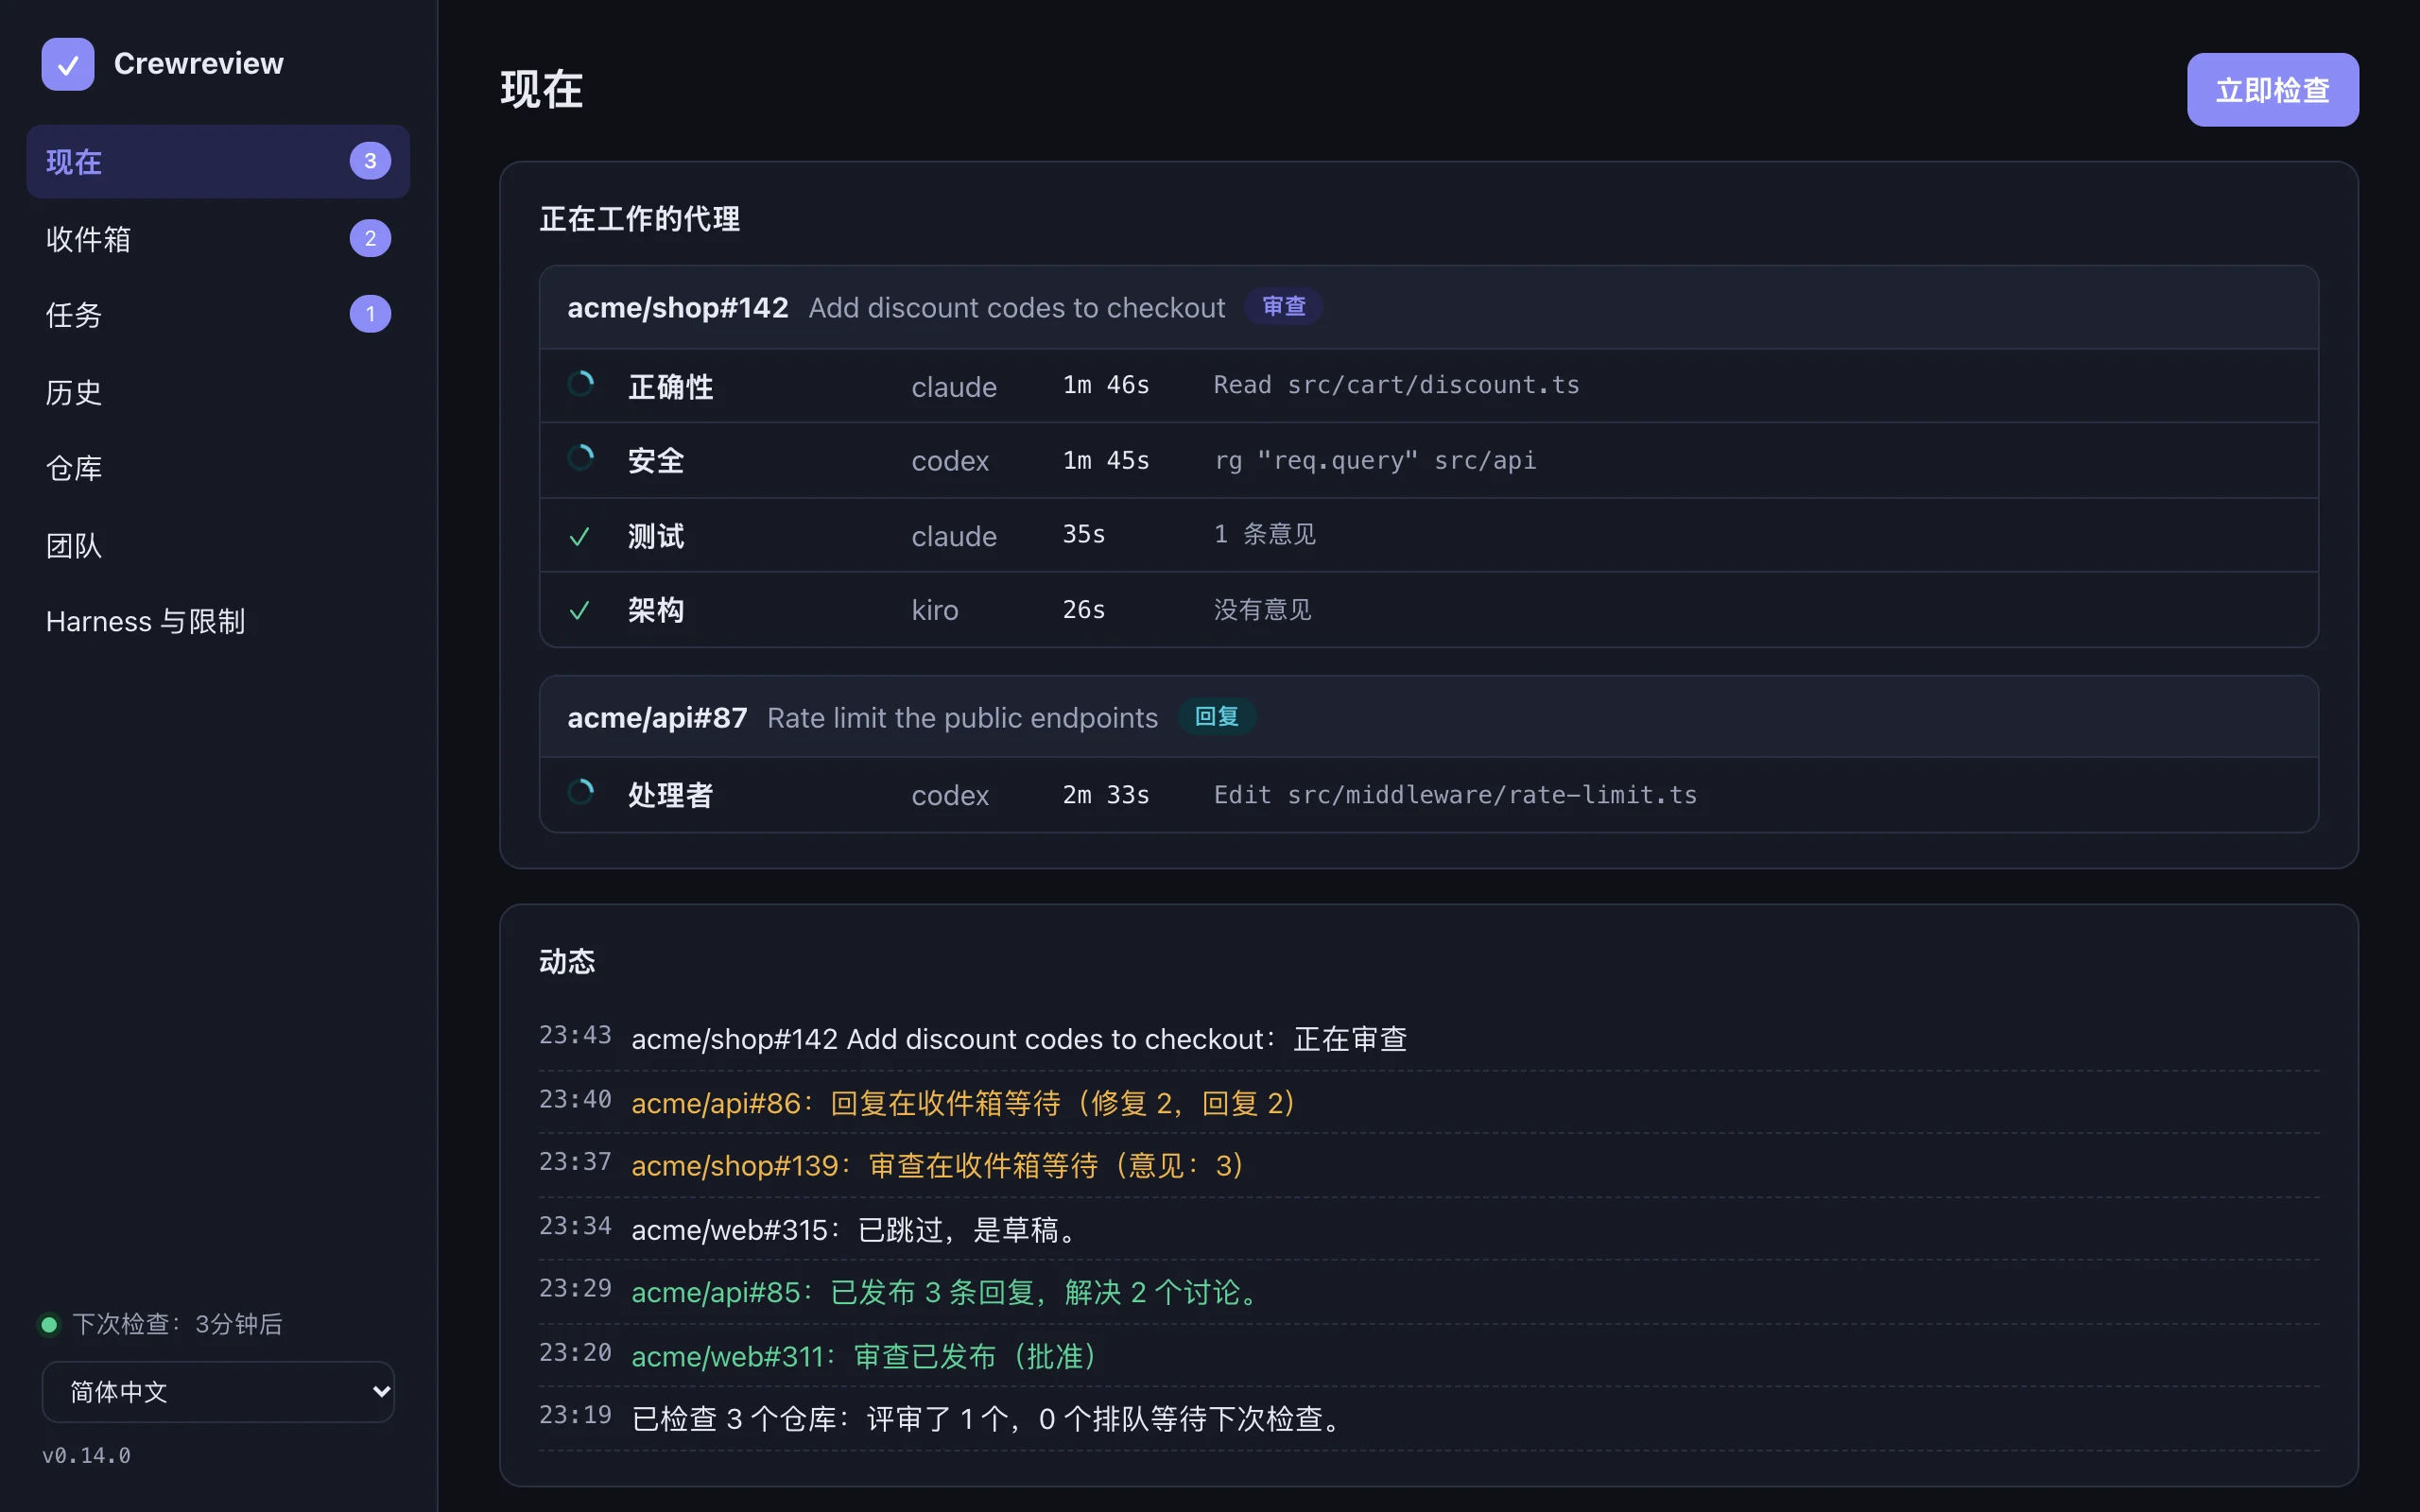 Crewreview
现在 3
收件箱 2
任务 1
历史
仓库
团队
Harness 与限制
下次检查：3分钟后
简体中文
v0.14.0
现在
立即检查
正在工作的代理
acme/shop#142 Add discount codes to checkout 审查
正确性 claude 1m 46s Read src/cart/discount.ts
安全 codex 1m 45s rg "req.query" src/api
测试 claude 35s 1 条意见
架构 kiro 26s 没有意见
acme/api#87 Rate limit the public endpoints 回复
处理者 codex 2m 33s Edit src/middleware/rate-limit.ts
动态
23:43 acme/shop#142 Add discount codes to checkout：正在审查
23:40 acme/api#86：回复在收件箱等待（修复 2，回复 2）
23:37 acme/shop#139：审查在收件箱等待（意见：3）
23:34 acme/web#315：已跳过，是草稿。
23:29 acme/api#85：已发布 3 条回复，解决 2 个讨论。
23:20 acme/web#311：审查已发布（批准）
23:19 已检查 3 个仓库：评审了 1 个，0 个排队等待下次检查。